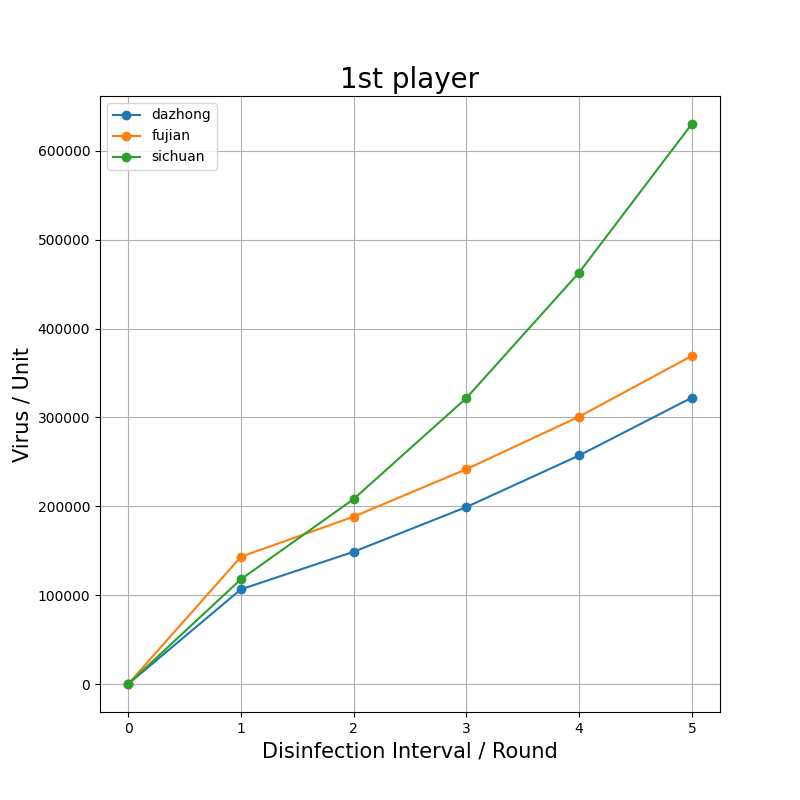 1st player
dazhong
fujian
sichuan
600000
500000
400000
300000
200000
100000
0
Virus / Unit
0 1 2 3 4 5
Disinfection Interval / Round